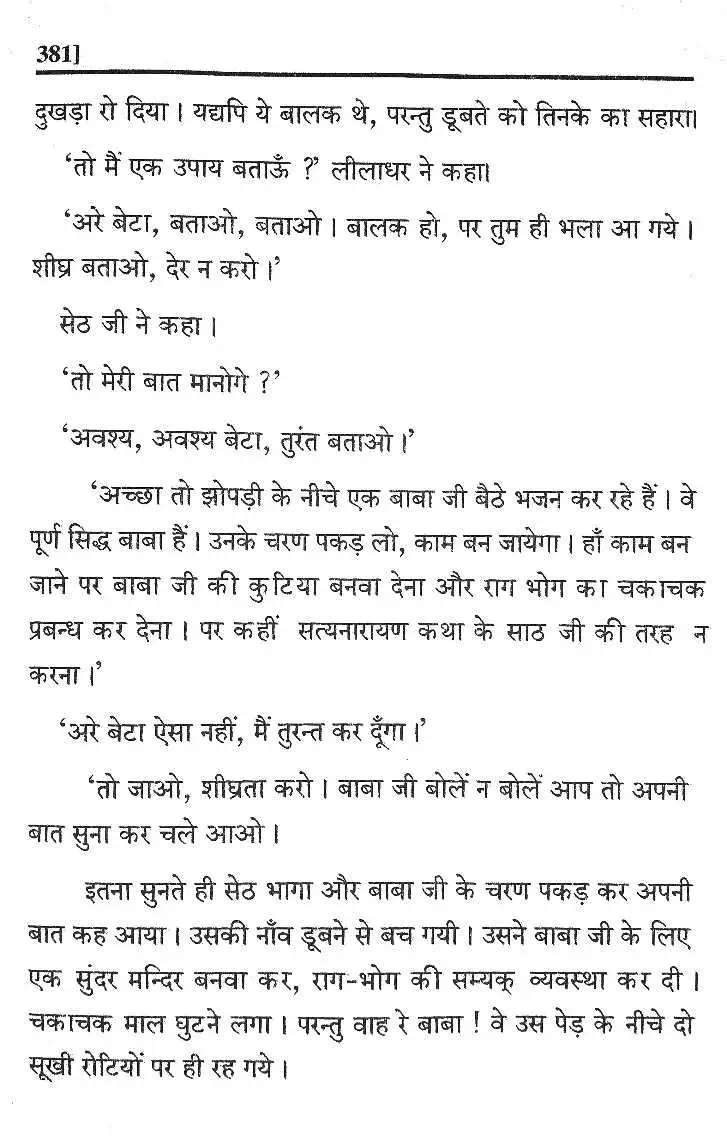 381]
दुखड़ा रो दिया। यद्यपि ये बालक थे, परन्तु डूबते को तिनके का सहारा।
‘तो मैं एक उपाय बताऊँ ?’ लीलाधर ने कहा।
‘अरे बेटा, बताओ, बताओ। बालक हो, पर तुम ही भला आ गये।
शीघ्र बताओ, देर न करो।’
सेठ जी ने कहा।
‘तो मेरी बात मानोगे ?’
‘अवश्य, अवश्य बेटा, तुरंत बताओ।’
‘अच्छा तो झोपड़ी के नीचे एक बाबा जी बैठे भजन कर रहे हैं। वे
पूर्ण सिद्ध बाबा हैं। उनके चरण पकड़ लो, काम बन जायेगा। हाँ काम बन
जाने पर बाबा जी की कुटिया बनवा देना और राग भोग का चकाचक
प्रबन्ध कर देना। पर कहीं सत्यनारायण कथा के साठ जी की तरह न
करना।’
‘अरे बेटा ऐसा नहीं, मैं तुरन्त कर दूँगा।’
‘तो जाओ, शीघ्रता करो। बाबा जी बोलें न बोलें आप तो अपनी
बात सुना कर चले आओ।
इतना सुनते ही सेठ भागा और बाबा जी के चरण पकड़ कर अपनी
बात कह आया। उसकी नाँव डूबने से बच गयी। उसने बाबा जी के लिए
एक सुंदर मन्दिर बनवा कर, राग-भोग की सम्यक् व्यवस्था कर दी।
चकाचक माल घुटने लगा। परन्तु वाह रे बाबा ! वे उस पेड़ के नीचे दो
सूखी रोटियों पर ही रह गये।